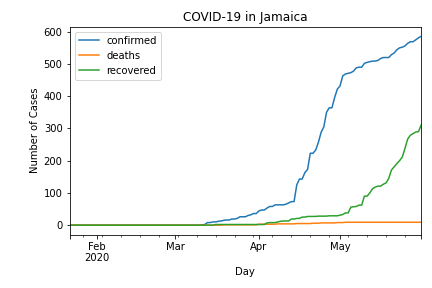 COVID-19 in Jamaica
confirmed
deaths
recovered
Number of Cases
600
500
400
300
200
100
0
Feb
2020
Mar
Apr
May
Day